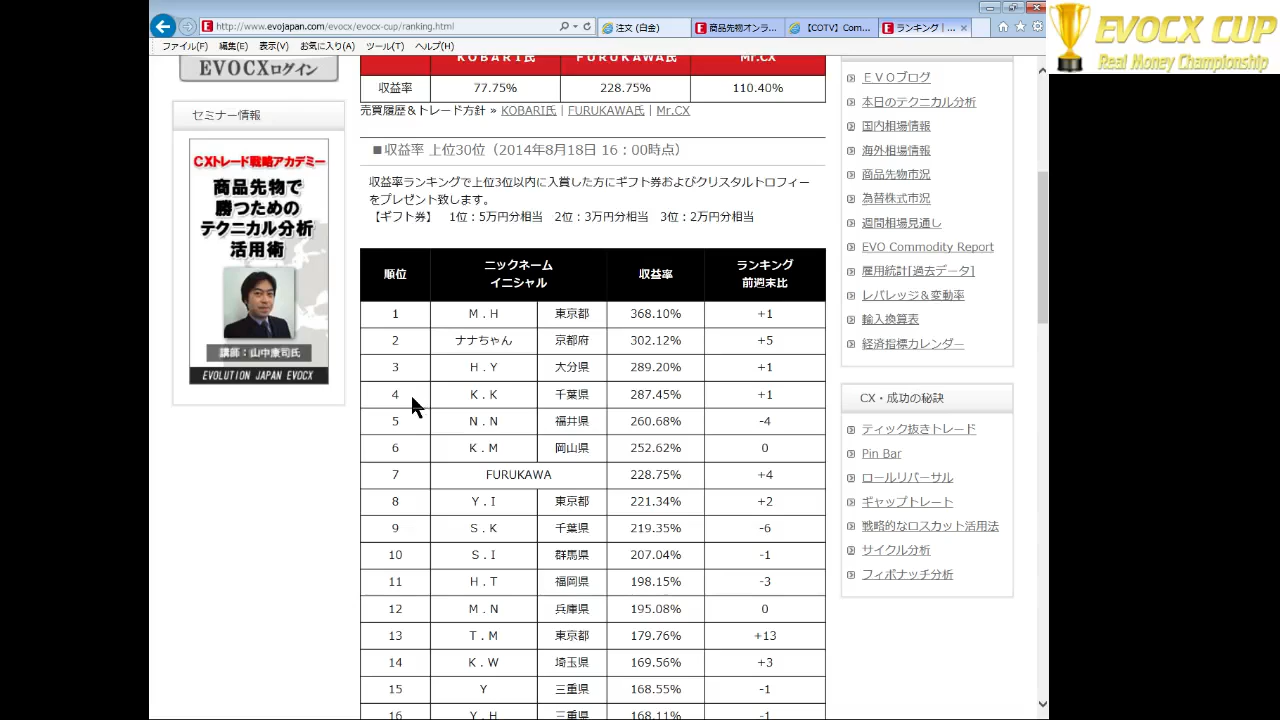 http://www.evojapan.com/evocx/evocx-cup/ranking.html
注文 (白金)
商品先物オンラ...
【COTV】Com...
ランキング | ...
ファイル(F) 編集(E) 表示(V) お気に入り(A) ツール(T) ヘルプ(H)
EVOCX CUP
Real Money Championship
EVOCXログイン
セミナー情報
CXトレード戦略アカデミー
商品先物で
勝つための
テクニカル分析
活用術
講師：山中康司氏
EVOLUTION JAPAN EVOCX
KOBARI氏 FURUKAWA氏 Mr.CX
収益率 77.75% 228.75% 110.40%
売買履歴＆トレード方針 » KOBARI氏 | FURUKAWA氏 | Mr.CX
■収益率 上位30位（2014年8月18日 16：00時点）
収益率ランキングで上位3位以内に入賞した方にギフト券およびクリスタルトロフィー
をプレゼント致します。
【ギフト券】 1位：5万円分相当 2位：3万円分相当 3位：2万円分相当
順位 ニックネーム イニシャル 収益率 ランキング 前週末比
1 M．H 東京都 368.10% +1
2 ナナちゃん 京都府 302.12% +5
3 H．Y 大分県 289.20% +1
4 K．K 千葉県 287.45% +1
5 N．N 福井県 260.68% -4
6 K．M 岡山県 252.62% 0
7 FURUKAWA 228.75% +4
8 Y．I 東京都 221.34% +2
9 S．K 千葉県 219.35% -6
10 S．I 群馬県 207.04% -1
11 H．T 福岡県 198.15% -3
12 M．N 兵庫県 195.08% 0
13 T．M 東京都 179.76% +13
14 K．W 埼玉県 169.56% +3
15 Y 三重県 168.55% -1
16 Y．H 三重県 168.11% -1
ＥＶＯブログ
本日のテクニカル分析
国内相場情報
海外相場情報
商品先物市況
為替株式市況
週間相場見通し
EVO Commodity Report
雇用統計[過去データ]
レバレッジ＆変動率
輸入換算表
経済指標カレンダー
CX・成功の秘訣
ティック抜きトレード
Pin Bar
ロールリバーサル
ギャップトレート
戦略的なロスカット活用法
サイクル分析
フィボナッチ分析